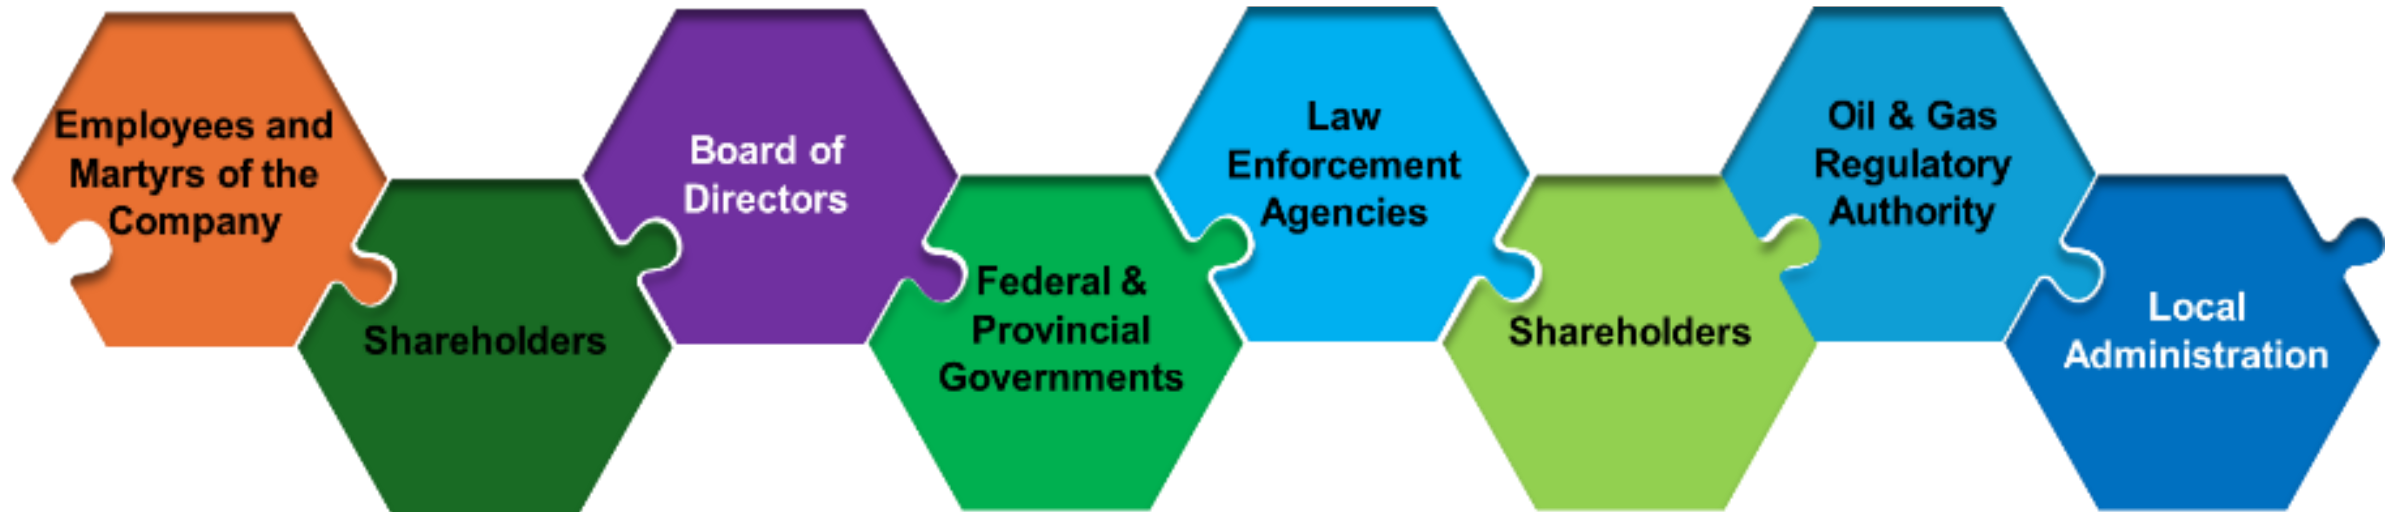 Employees and
Martyrs of the
Company
Shareholders
Board of
Directors
Federal &
Provincial
Governments
Law
Enforcement
Agencies
Shareholders
Oil & Gas
Regulatory
Authority
Local
Administration